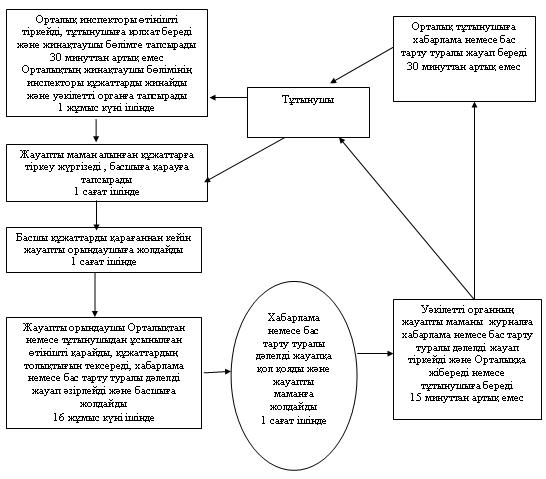 Орталық инспекторы өтінішті
тіркейді, тұтынушыға қолхат береді
және жинақтаушы бөлімге тапсырады
30 минуттан артық емес
Орталықтың жинақтаушы бөлімінің
инспекторы құжаттарды жинайды
және уәкілетті органға тапсырады
1 жұмыс күні ішінде
Орталық тұтынушыға
хабарлама немесе бас
тарту туралы жауап береді
30 минуттан артық емес
Тұтынушы
Жауапты маман алынған құжаттарға
тіркеу жүргізеді , басшыға қарауға
тапсырады
1 сағат ішінде
Басшы құжаттарды қарағаннан кейін
жауапты орындаушыға жолдайды
1 сағат ішінде
Жауапты орындаушы Орталықтан
немесе тұтынушыдан ұсынылған
өтінішті қарайды, құжаттардың
толықтығын тексереді, хабарлама
немесе бас тарту туралы дәлелді
жауап әзірлейді және басшыға
жолдайды
16 жұмыс күні ішінде
Хабарлама
немесе бас
тарту туралы
дәлелді жауапқа
қол қояды және
жауапты
маманға
жолдайды
1 сағат ішінде
Уәкілетті органның
жауапты маманы журналға
хабарлама немесе бас тарту
туралы дәлелді жауап
тіркейді және Орталыққа
жібереді немесе
тұтынушыға береді
15 минуттан артық емес